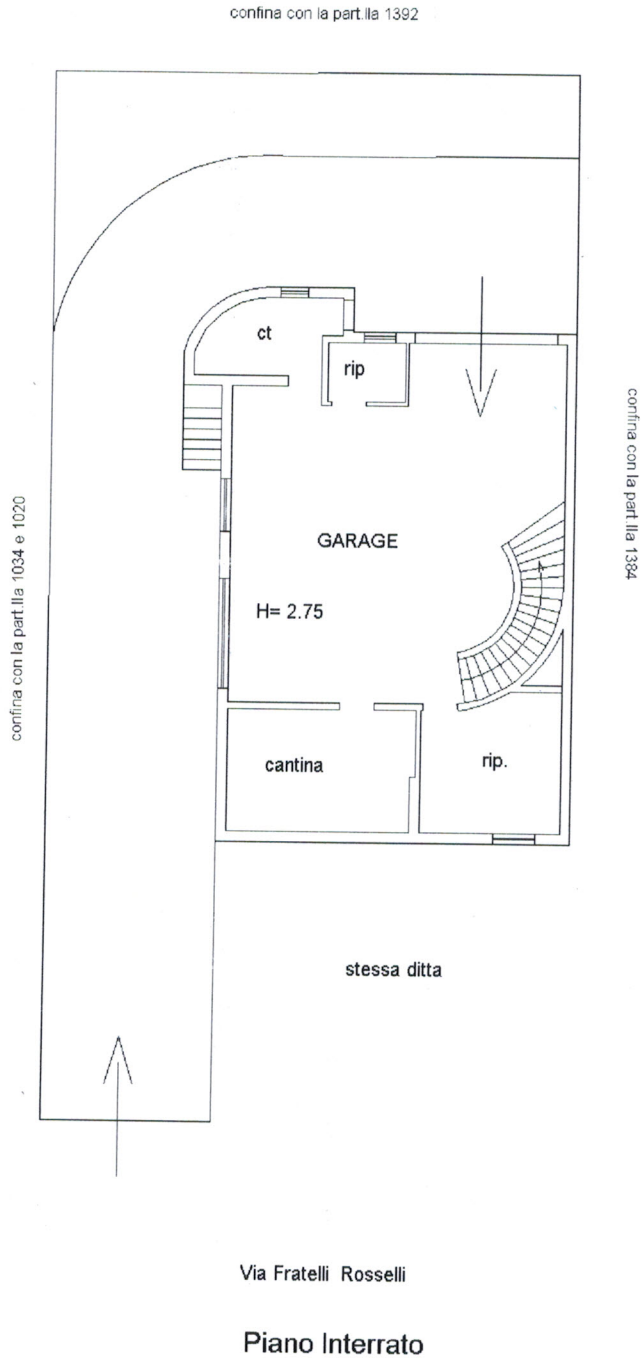 confina con la part.lla 1392
ct
rip
confina con la part.lla 1384
GARAGE
confina con la part.lla 1034 e 1020
H= 2.75
cantina
rip.
stessa ditta
Via Fratelli Rosselli
Piano Interrato